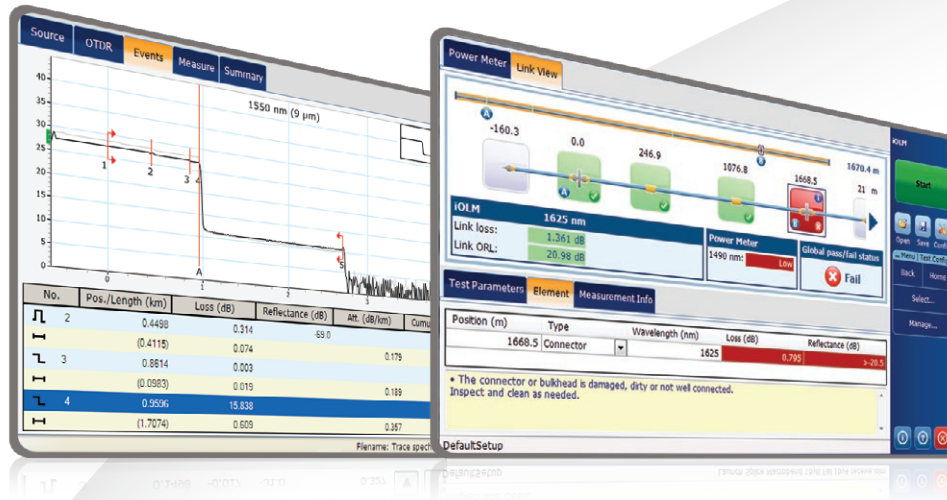 Source OTDR Events Measure Summary
1550 nm (9 µm)
40
35
30
25
20
15
10
5
0
1 2 3 4 5
A
0 1 2 3
No. Pos./Length (km) Loss (dB) Reflectance (dB) Att. (dB/km)
2 0.4498 0.314 -69.0
(0.4115) 0.074 0.179
3 0.8614 0.003
(0.0983) 0.019 0.189
4 0.9596 15.838
(1.7074) 0.609 0.357
Filename: Trace
Power Meter Link View
A B
-160.3 0.0 246.9 1076.8 1668.5 1670.4 m
21 m
A B
iOLM 1625 nm
Link loss: 1.361 dB
Link ORL: 20.98 dB
Power Meter
1490 nm: Low
Global pass/fail status
Fail
Test Parameters Element Measurement Info
Position (m) Type Wavelength (nm) Loss (dB) Reflectance (dB)
1668.5 Connector 1625 0.795 >-20.5
• The connector or bulkhead is damaged, dirty or not well connected.
Inspect and clean as needed.
DefaultSetup
iOLM
Start
Open Save
Menu | Test
Back Home
Select...
Manage...